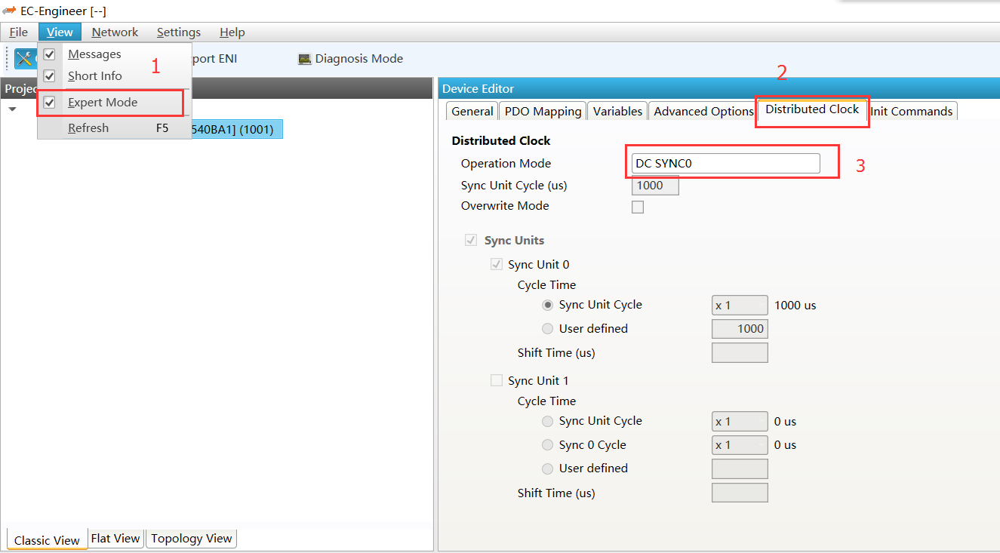 EC-Engineer [--]
File View Network Settings Help
Messages
Short Info
Expert Mode
Refresh F5
1
port ENI
Diagnosis Mode
540BA1] (1001)
Classic View Flat View Topology View
2
Device Editor
General PDO Mapping Variables Advanced Options Distributed Clock Init Commands
Distributed Clock
Operation Mode DC SYNC0
3
Sync Unit Cycle (us) 1000
Overwrite Mode
Sync Units
Sync Unit 0
Cycle Time
Sync Unit Cycle x 1 1000 us
User defined 1000
Shift Time (us)
Sync Unit 1
Cycle Time
Sync Unit Cycle x 1 0 us
Sync 0 Cycle x 1 0 us
User defined
Shift Time (us)